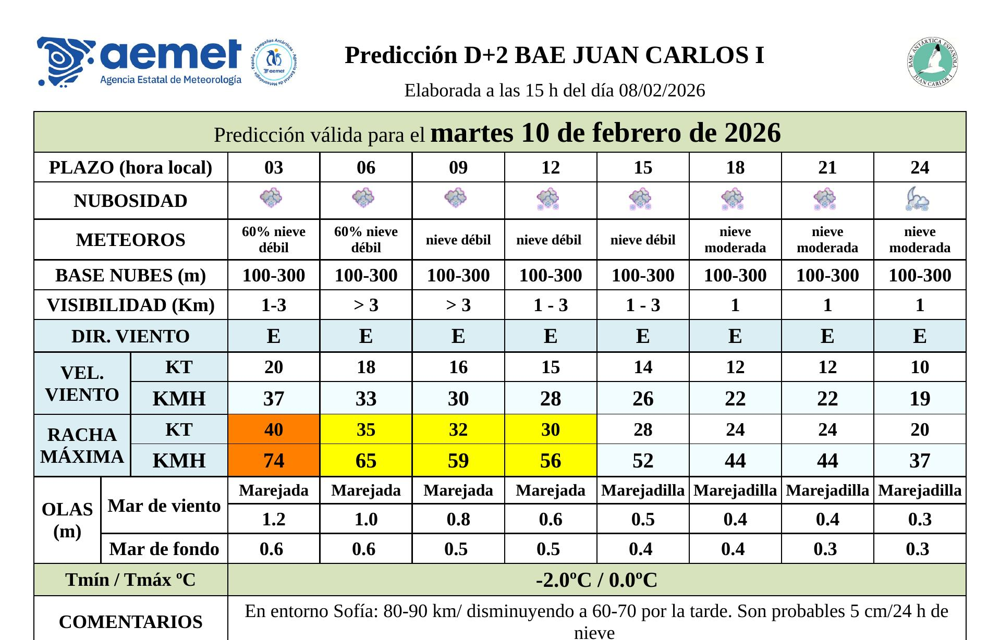 aemet
Agencia Estatal de Meteorología
Campañas Antárticas · Agencia Estatal de Meteorología · España ·
aemet
Predicción D+2 BAE JUAN CARLOS I
Elaborada a las 15 h del día 08/02/2026
BASE ANTÁRTICA ESPAÑOLA
JUAN CARLOS I
Predicción válida para el martes 10 de febrero de 2026
PLAZO (hora local) 03 06 09 12 15 18 21 24
NUBOSIDAD
METEOROS 60% nieve débil 60% nieve débil nieve débil nieve débil nieve débil nieve moderada nieve moderada nieve moderada
BASE NUBES (m) 100-300 100-300 100-300 100-300 100-300 100-300 100-300 100-300
VISIBILIDAD (Km) 1-3 > 3 > 3 1 - 3 1 - 3 1 1 1
DIR. VIENTO E E E E E E E E
VEL. VIENTO KT 20 18 16 15 14 12 12 10
KMH 37 33 30 28 26 22 22 19
RACHA MÁXIMA KT 40 35 32 30 28 24 24 20
KMH 74 65 59 56 52 44 44 37
OLAS (m) Mar de viento Marejada Marejada Marejada Marejada Marejadilla Marejadilla Marejadilla Marejadilla
1.2 1.0 0.8 0.6 0.5 0.4 0.4 0.3
Mar de fondo 0.6 0.6 0.5 0.5 0.4 0.4 0.3 0.3
Tmín / Tmáx ºC -2.0ºC / 0.0ºC
COMENTARIOS En entorno Sofía: 80-90 km/ disminuyendo a 60-70 por la tarde. Son probables 5 cm/24 h de
nieve